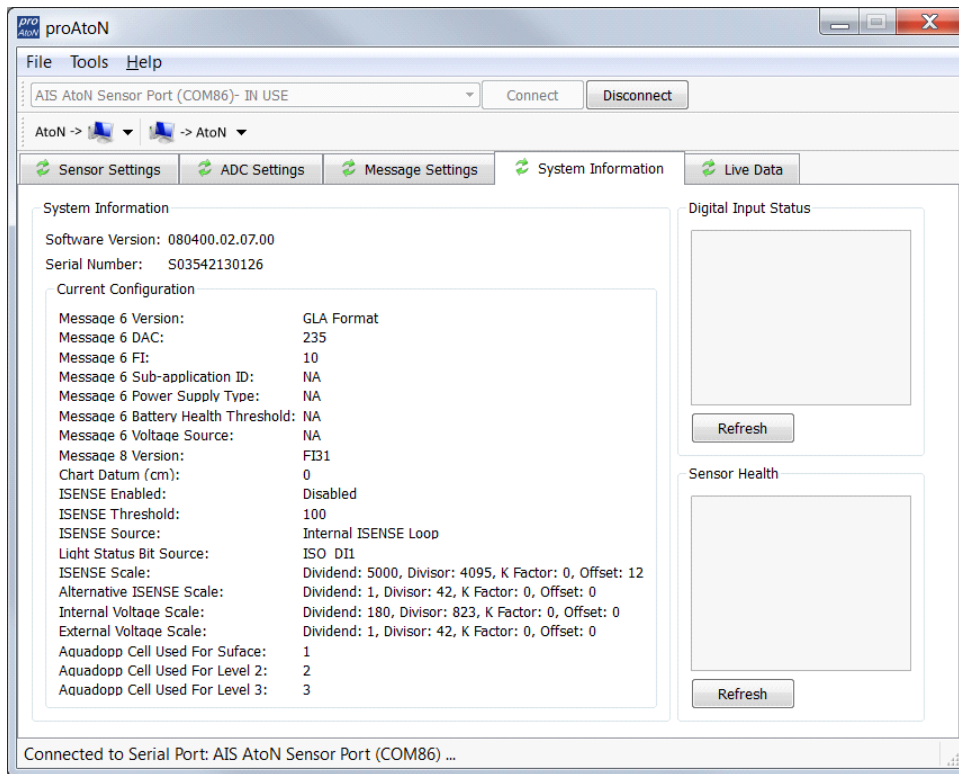 pro
AtoN
proAtoN
File Tools Help
AIS AtoN Sensor Port (COM86)- IN USE
Connect
Disconnect
AtoN ->
-> AtoN
Sensor Settings
ADC Settings
Message Settings
System Information
Live Data
System Information
Software Version: 080400.02.07.00
Serial Number: S03542130126
Current Configuration
Message 6 Version: GLA Format
Message 6 DAC: 235
Message 6 FI: 10
Message 6 Sub-application ID: NA
Message 6 Power Supply Type: NA
Message 6 Battery Health Threshold: NA
Message 6 Voltage Source: NA
Message 8 Version: FI31
Chart Datum (cm): 0
ISENSE Enabled: Disabled
ISENSE Threshold: 100
ISENSE Source: Internal ISENSE Loop
Light Status Bit Source: ISO DI1
ISENSE Scale: Dividend: 5000, Divisor: 4095, K Factor: 0, Offset: 12
Alternative ISENSE Scale: Dividend: 1, Divisor: 42, K Factor: 0, Offset: 0
Internal Voltage Scale: Dividend: 180, Divisor: 823, K Factor: 0, Offset: 0
External Voltage Scale: Dividend: 1, Divisor: 42, K Factor: 0, Offset: 0
Aquadopp Cell Used For Suface: 1
Aquadopp Cell Used For Level 2: 2
Aquadopp Cell Used For Level 3: 3
Digital Input Status
Refresh
Sensor Health
Refresh
Connected to Serial Port: AIS AtoN Sensor Port (COM86) ...